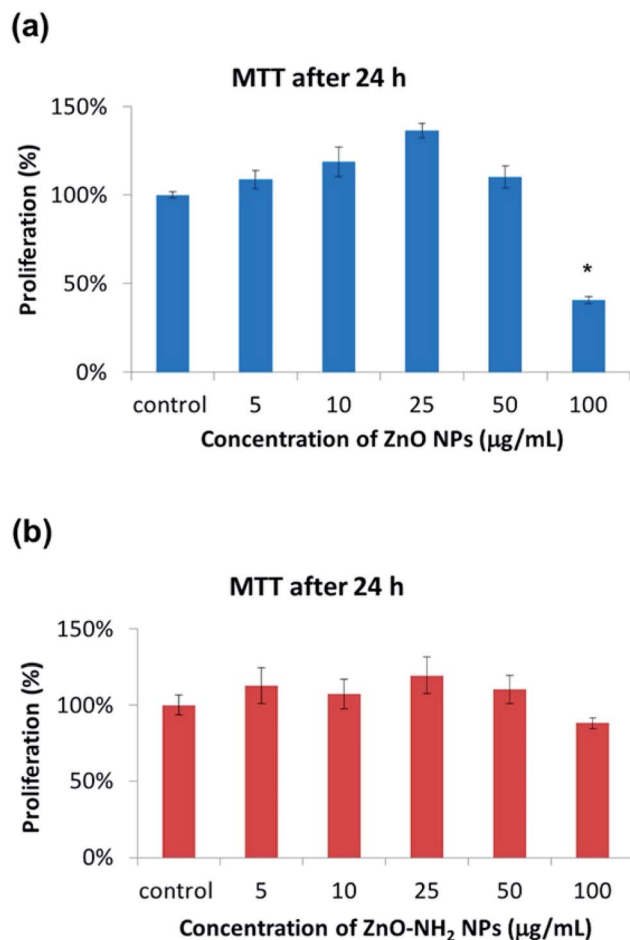 (a)
MTT after 24 h
Proliferation (%)
150%
100%
50%
0%
*
control 5 10 25 50 100
Concentration of ZnO NPs (μg/mL)
(b)
MTT after 24 h
Proliferation (%)
150%
100%
50%
0%
control 5 10 25 50 100
Concentration of ZnO-NH₂ NPs (μg/mL)